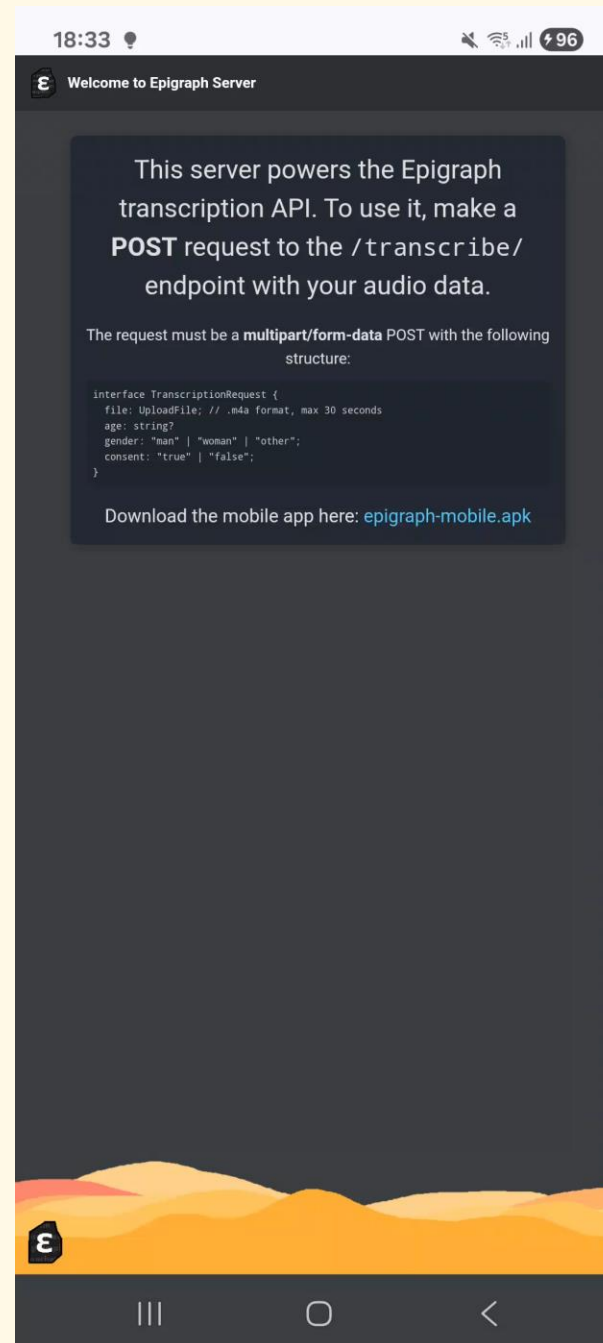 18:33
96
ε Welcome to Epigraph Server
This server powers the Epigraph
transcription API. To use it, make a
POST request to the /transcribe/
endpoint with your audio data.
The request must be a multipart/form-data POST with the following
structure:
interface TranscriptionRequest {
  file: UploadFile; // .m4a format, max 30 seconds
  age: string?
  gender: "man" | "woman" | "other";
  consent: "true" | "false";
}
Download the mobile app here: epigraph-mobile.apk
ε